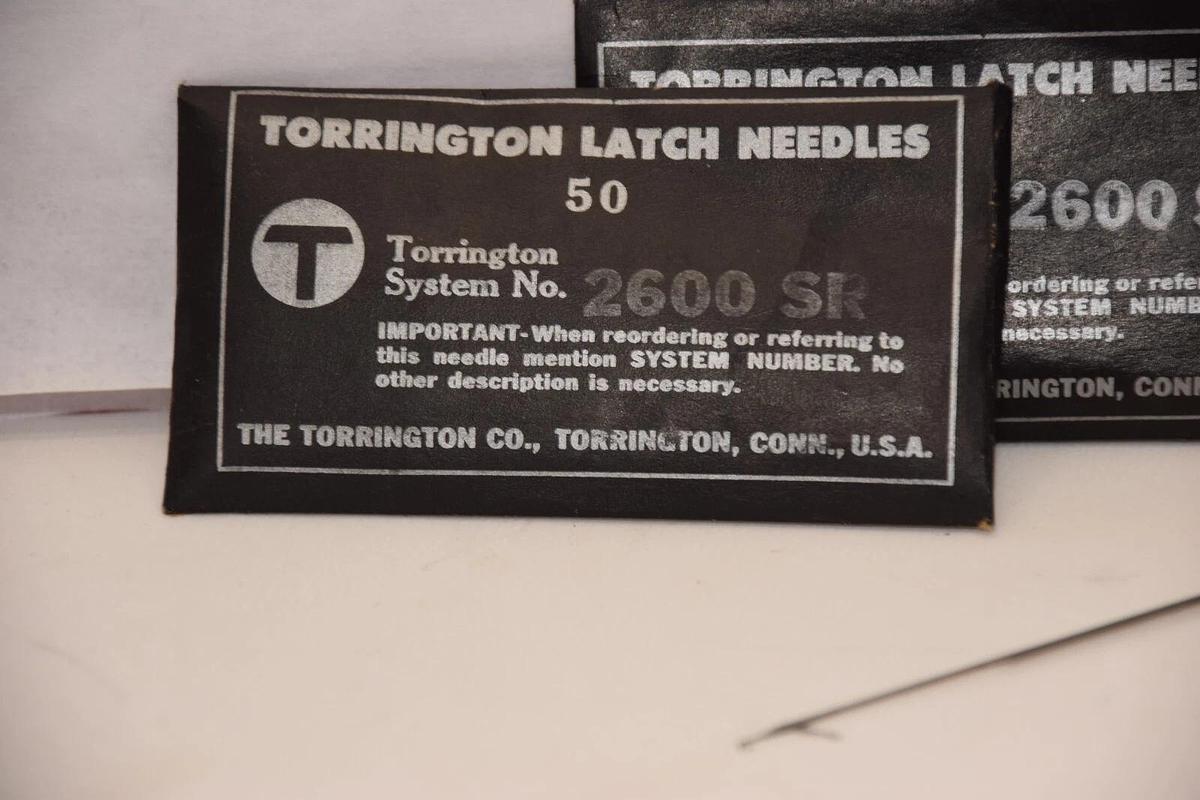 TORRINGTON LATCH NEEDLES
50
T
Torrington
System No. 2600 SR
IMPORTANT-When reordering or referring to
this needle mention SYSTEM NUMBER. No
other description is necessary.
THE TORRINGTON CO., TORRINGTON, CONN., U.S.A.
TORRINGTON LATCH NEE
2600 S
ordering or refe
SYSTEM NUMB
necessary.
RINGTON, CON